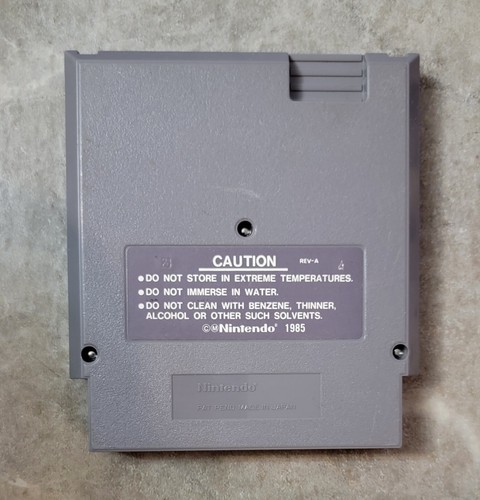 CAUTION REV-A
• DO NOT STORE IN EXTREME TEMPERATURES.
• DO NOT IMMERSE IN WATER.
• DO NOT CLEAN WITH BENZENE, THINNER,
ALCOHOL OR OTHER SUCH SOLVENTS.
©Ⓜ Nintendo® 1985
Nintendo®